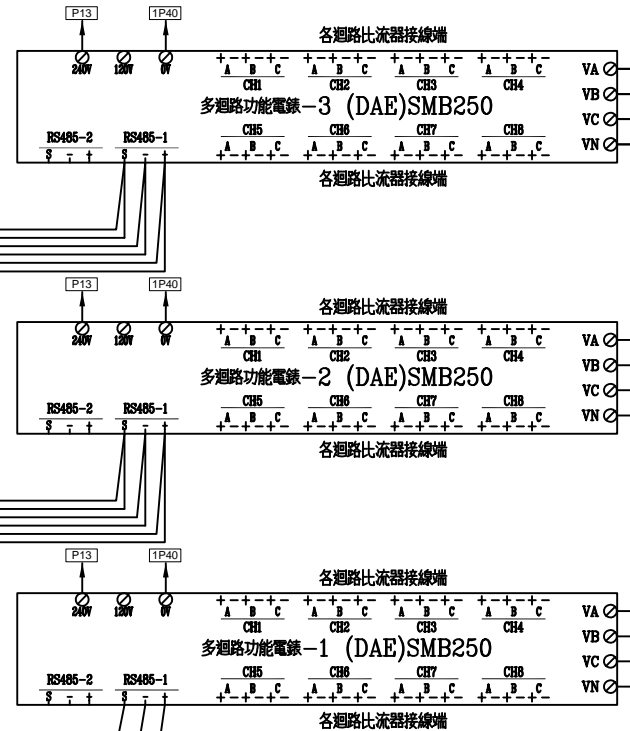 P13 1P40
各迴路比流器接線端
240V 120V 0V
+-+-+- +-+-+- +-+-+- +-+-+-
A B C A B C A B C A B C
CH1 CH2 CH3 CH4
VA
VB
VC
VN
多迴路功能電錶-3 (DAE)SMB250
RS485-2 RS485-1
S - + S - +
CH5 CH6 CH7 CH8
A B C A B C A B C A B C
+-+-+- +-+-+- +-+-+- +-+-+-
各迴路比流器接線端
P13 1P40
各迴路比流器接線端
240V 120V 0V
+-+-+- +-+-+- +-+-+- +-+-+-
A B C A B C A B C A B C
CH1 CH2 CH3 CH4
VA
VB
VC
VN
多迴路功能電錶-2 (DAE)SMB250
RS485-2 RS485-1
S - + S - +
CH5 CH6 CH7 CH8
A B C A B C A B C A B C
+-+-+- +-+-+- +-+-+- +-+-+-
各迴路比流器接線端
P13 1P40
各迴路比流器接線端
240V 120V 0V
+-+-+- +-+-+- +-+-+- +-+-+-
A B C A B C A B C A B C
CH1 CH2 CH3 CH4
VA
VB
VC
VN
多迴路功能電錶-1 (DAE)SMB250
RS485-2 RS485-1
S - + S - +
CH5 CH6 CH7 CH8
A B C A B C A B C A B C
+-+-+- +-+-+- +-+-+- +-+-+-
各迴路比流器接線端